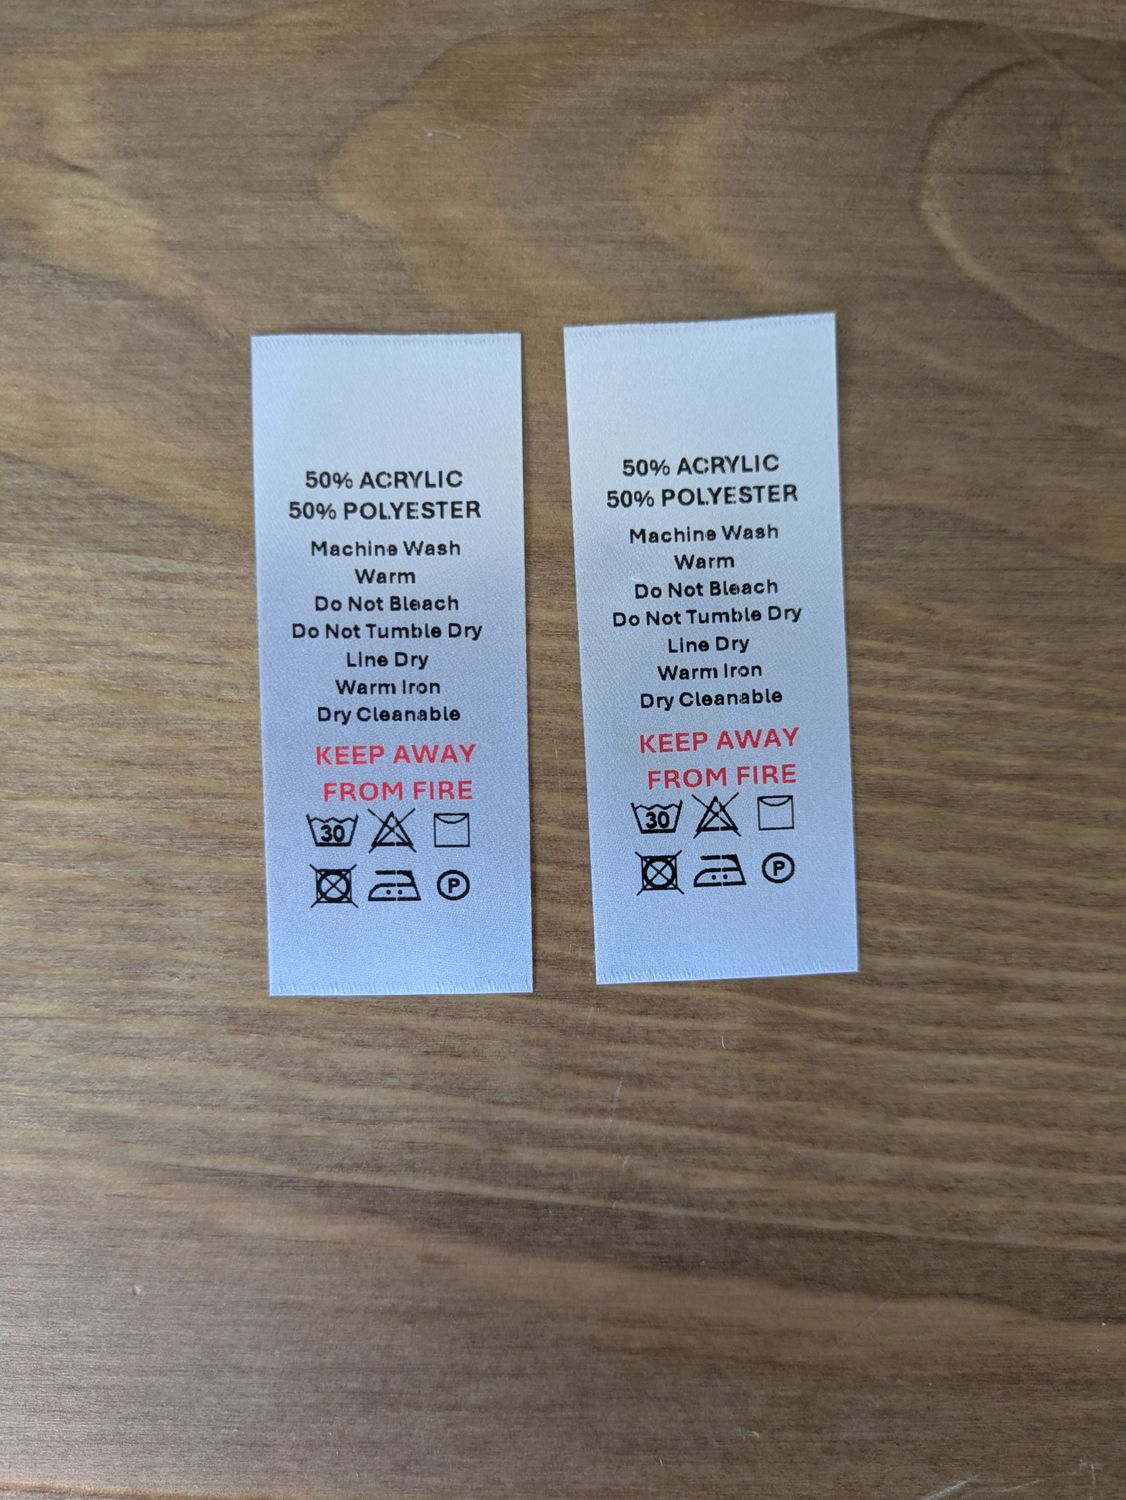 50% ACRYLIC
50% POLYESTER
Machine Wash
Warm
Do Not Bleach
Do Not Tumble Dry
Line Dry
Warm Iron
Dry Cleanable
KEEP AWAY
FROM FIRE
30
P
50% ACRYLIC
50% POLYESTER
Machine Wash
Warm
Do Not Bleach
Do Not Tumble Dry
Line Dry
Warm Iron
Dry Cleanable
KEEP AWAY
FROM FIRE
30
P